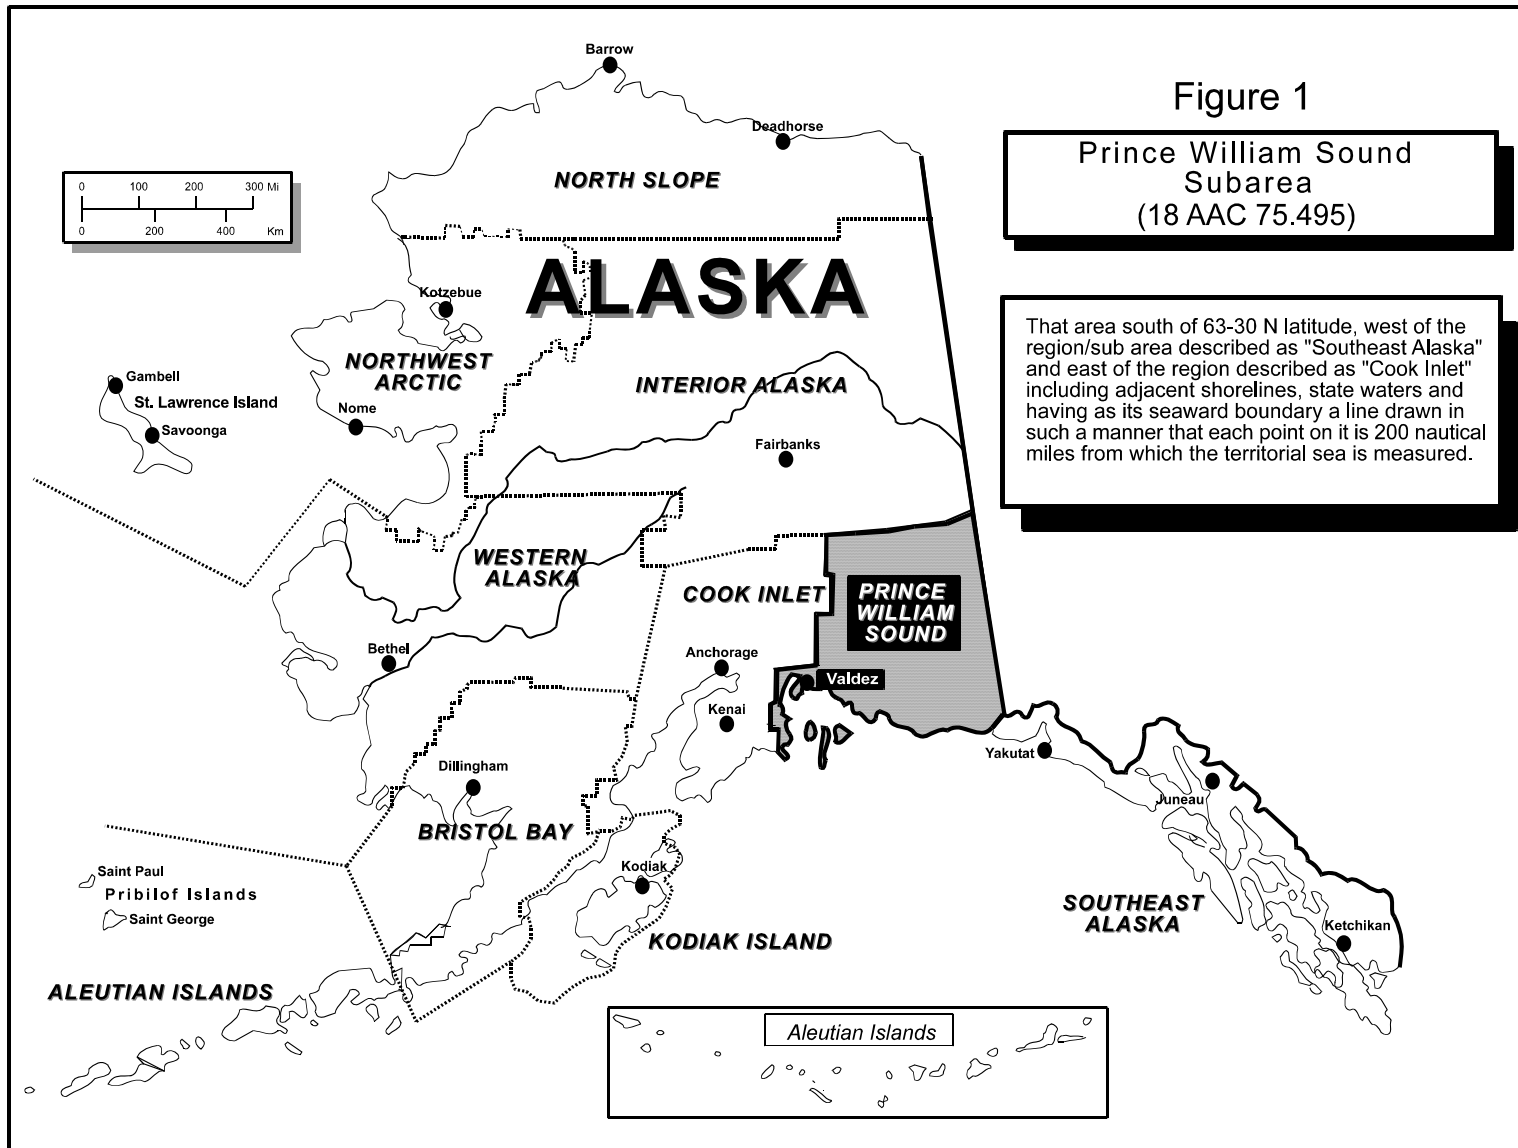 Figure 1
Prince William Sound
Subarea
(18 AAC 75.495)
That area south of 63-30 N latitude, west of the
region/sub area described as "Southeast Alaska"
and east of the region described as "Cook Inlet"
including adjacent shorelines, state waters and
having as its seaward boundary a line drawn in
such a manner that each point on it is 200 nautical
miles from which the territorial sea is measured.
0 100 200 300 Mi
0 200 400 Km
Barrow
Deadhorse
NORTH SLOPE
ALASKA
Kotzebue
NORTHWEST
ARCTIC
INTERIOR ALASKA
Gambell
St. Lawrence Island
Savoonga
Nome
Fairbanks
WESTERN
ALASKA
COOK INLET
PRINCE
WILLIAM
SOUND
Bethel
Anchorage
Valdez
Kenai
Yakutat
Dillingham
Juneau
BRISTOL BAY
Kodiak
Saint Paul
Pribilof Islands
Saint George
SOUTHEAST
ALASKA
Ketchikan
KODIAK ISLAND
ALEUTIAN ISLANDS
Aleutian Islands